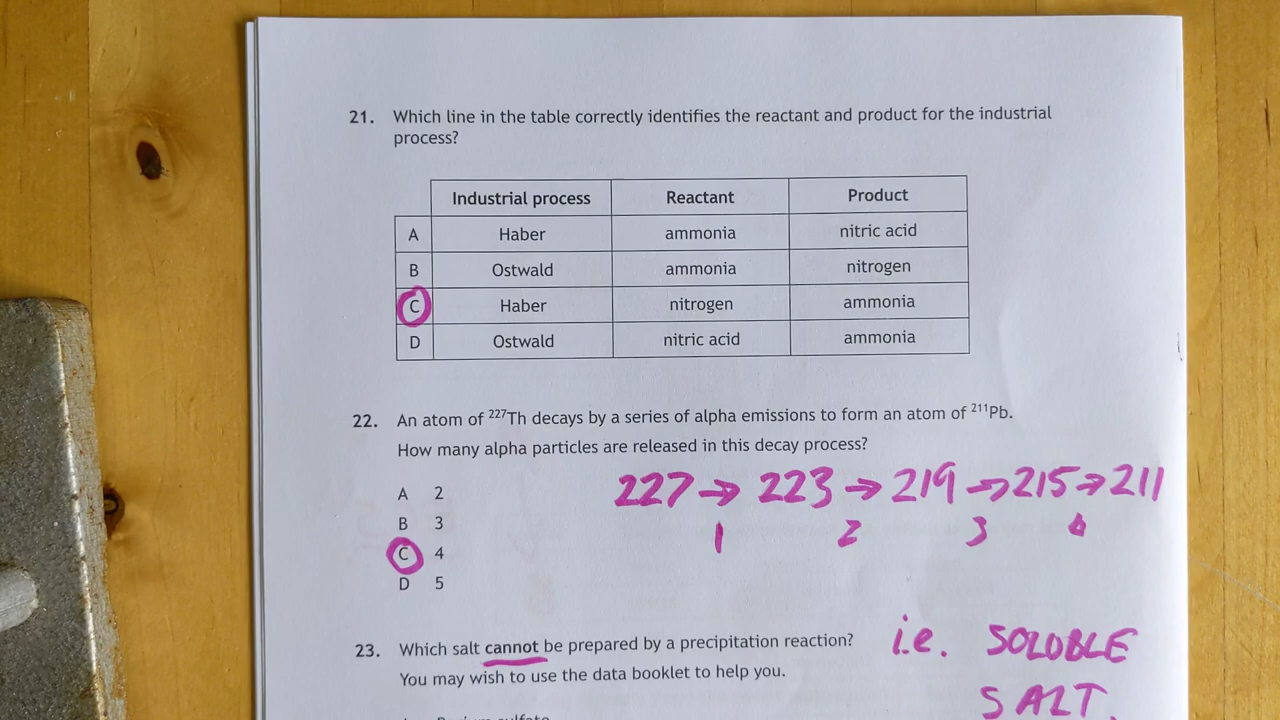 21. Which line in the table correctly identifies the reactant and product for the industrial
process?
Industrial process Reactant Product
A Haber ammonia nitric acid
B Ostwald ammonia nitrogen
C Haber nitrogen ammonia
D Ostwald nitric acid ammonia
22. An atom of ²²⁷Th decays by a series of alpha emissions to form an atom of ²¹¹Pb.
How many alpha particles are released in this decay process?
227 → 223 → 219 → 215 → 211
1 2 3 4
A 2
B 3
C 4
D 5
23. Which salt cannot be prepared by a precipitation reaction? i.e. SOLUBLE
You may wish to use the data booklet to help you.
SALT.